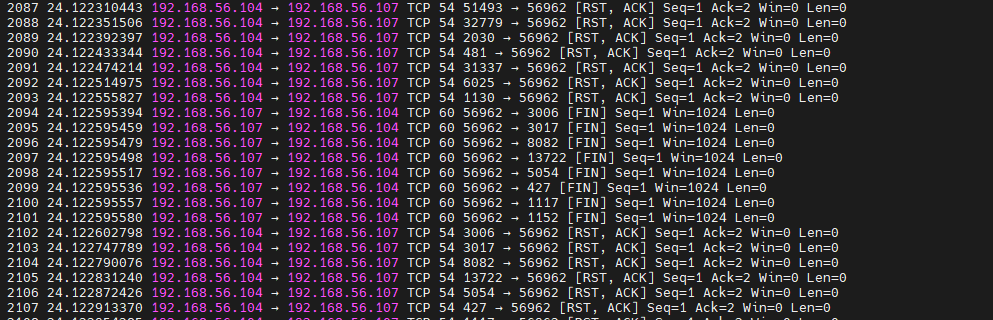 2087 24.122310443 192.168.56.104 → 192.168.56.107 TCP 54 51493 → 56962 [RST, ACK] Seq=1 Ack=2 Win=0 Len=0
2088 24.122351506 192.168.56.104 → 192.168.56.107 TCP 54 32779 → 56962 [RST, ACK] Seq=1 Ack=2 Win=0 Len=0
2089 24.122392397 192.168.56.104 → 192.168.56.107 TCP 54 2030 → 56962 [RST, ACK] Seq=1 Ack=2 Win=0 Len=0
2090 24.122433344 192.168.56.104 → 192.168.56.107 TCP 54 481 → 56962 [RST, ACK] Seq=1 Ack=2 Win=0 Len=0
2091 24.122474214 192.168.56.104 → 192.168.56.107 TCP 54 31337 → 56962 [RST, ACK] Seq=1 Ack=2 Win=0 Len=0
2092 24.122514975 192.168.56.104 → 192.168.56.107 TCP 54 6025 → 56962 [RST, ACK] Seq=1 Ack=2 Win=0 Len=0
2093 24.122555827 192.168.56.104 → 192.168.56.107 TCP 54 1130 → 56962 [RST, ACK] Seq=1 Ack=2 Win=0 Len=0
2094 24.122595394 192.168.56.107 → 192.168.56.104 TCP 60 56962 → 3006 [FIN] Seq=1 Win=1024 Len=0
2095 24.122595459 192.168.56.107 → 192.168.56.104 TCP 60 56962 → 3017 [FIN] Seq=1 Win=1024 Len=0
2096 24.122595479 192.168.56.107 → 192.168.56.104 TCP 60 56962 → 8082 [FIN] Seq=1 Win=1024 Len=0
2097 24.122595498 192.168.56.107 → 192.168.56.104 TCP 60 56962 → 13722 [FIN] Seq=1 Win=1024 Len=0
2098 24.122595517 192.168.56.107 → 192.168.56.104 TCP 60 56962 → 5054 [FIN] Seq=1 Win=1024 Len=0
2099 24.122595536 192.168.56.107 → 192.168.56.104 TCP 60 56962 → 427 [FIN] Seq=1 Win=1024 Len=0
2100 24.122595557 192.168.56.107 → 192.168.56.104 TCP 60 56962 → 1117 [FIN] Seq=1 Win=1024 Len=0
2101 24.122595580 192.168.56.107 → 192.168.56.104 TCP 60 56962 → 1152 [FIN] Seq=1 Win=1024 Len=0
2102 24.122602798 192.168.56.104 → 192.168.56.107 TCP 54 3006 → 56962 [RST, ACK] Seq=1 Ack=2 Win=0 Len=0
2103 24.122747789 192.168.56.104 → 192.168.56.107 TCP 54 3017 → 56962 [RST, ACK] Seq=1 Ack=2 Win=0 Len=0
2104 24.122790076 192.168.56.104 → 192.168.56.107 TCP 54 8082 → 56962 [RST, ACK] Seq=1 Ack=2 Win=0 Len=0
2105 24.122831240 192.168.56.104 → 192.168.56.107 TCP 54 13722 → 56962 [RST, ACK] Seq=1 Ack=2 Win=0 Len=0
2106 24.122872426 192.168.56.104 → 192.168.56.107 TCP 54 5054 → 56962 [RST, ACK] Seq=1 Ack=2 Win=0 Len=0
2107 24.122913370 192.168.56.104 → 192.168.56.107 TCP 54 427 → 56962 [RST, ACK] Seq=1 Ack=2 Win=0 Len=0